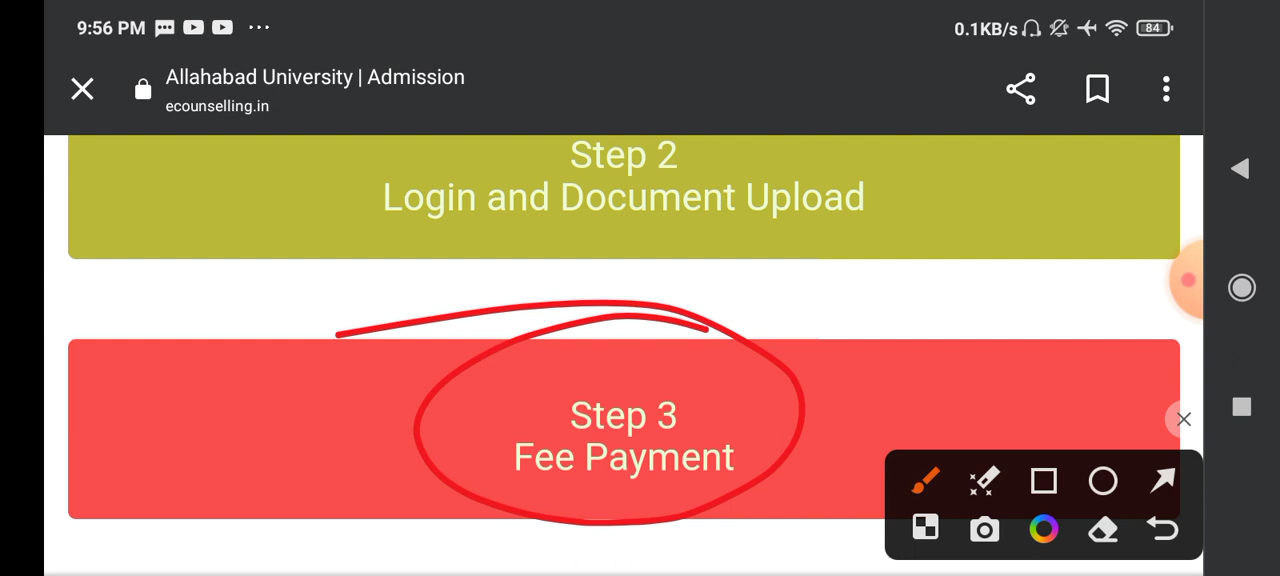 9:56 PM
0.1KB/s
84
Allahabad University | Admission
ecounselling.in
Step 2
Login and Document Upload
Step 3
Fee Payment